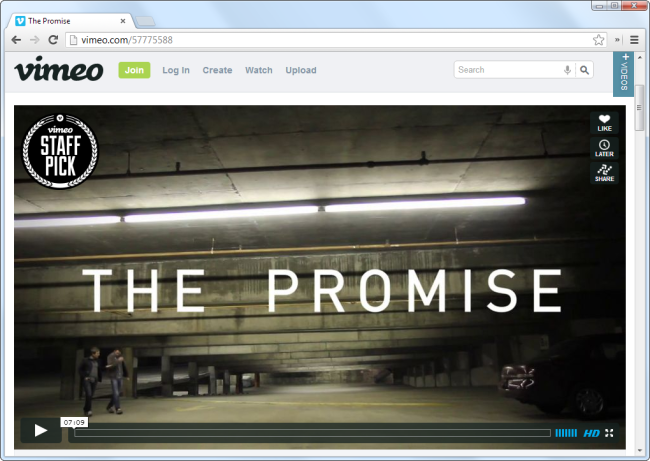 The Promise
vimeo.com/57775588
vimeo
Join
Log In
Create
Watch
Upload
Search
+ VIDEOS
vimeo
STAFF
PICK
LIKE
LATER
SHARE
THE PROMISE
07:09
HD